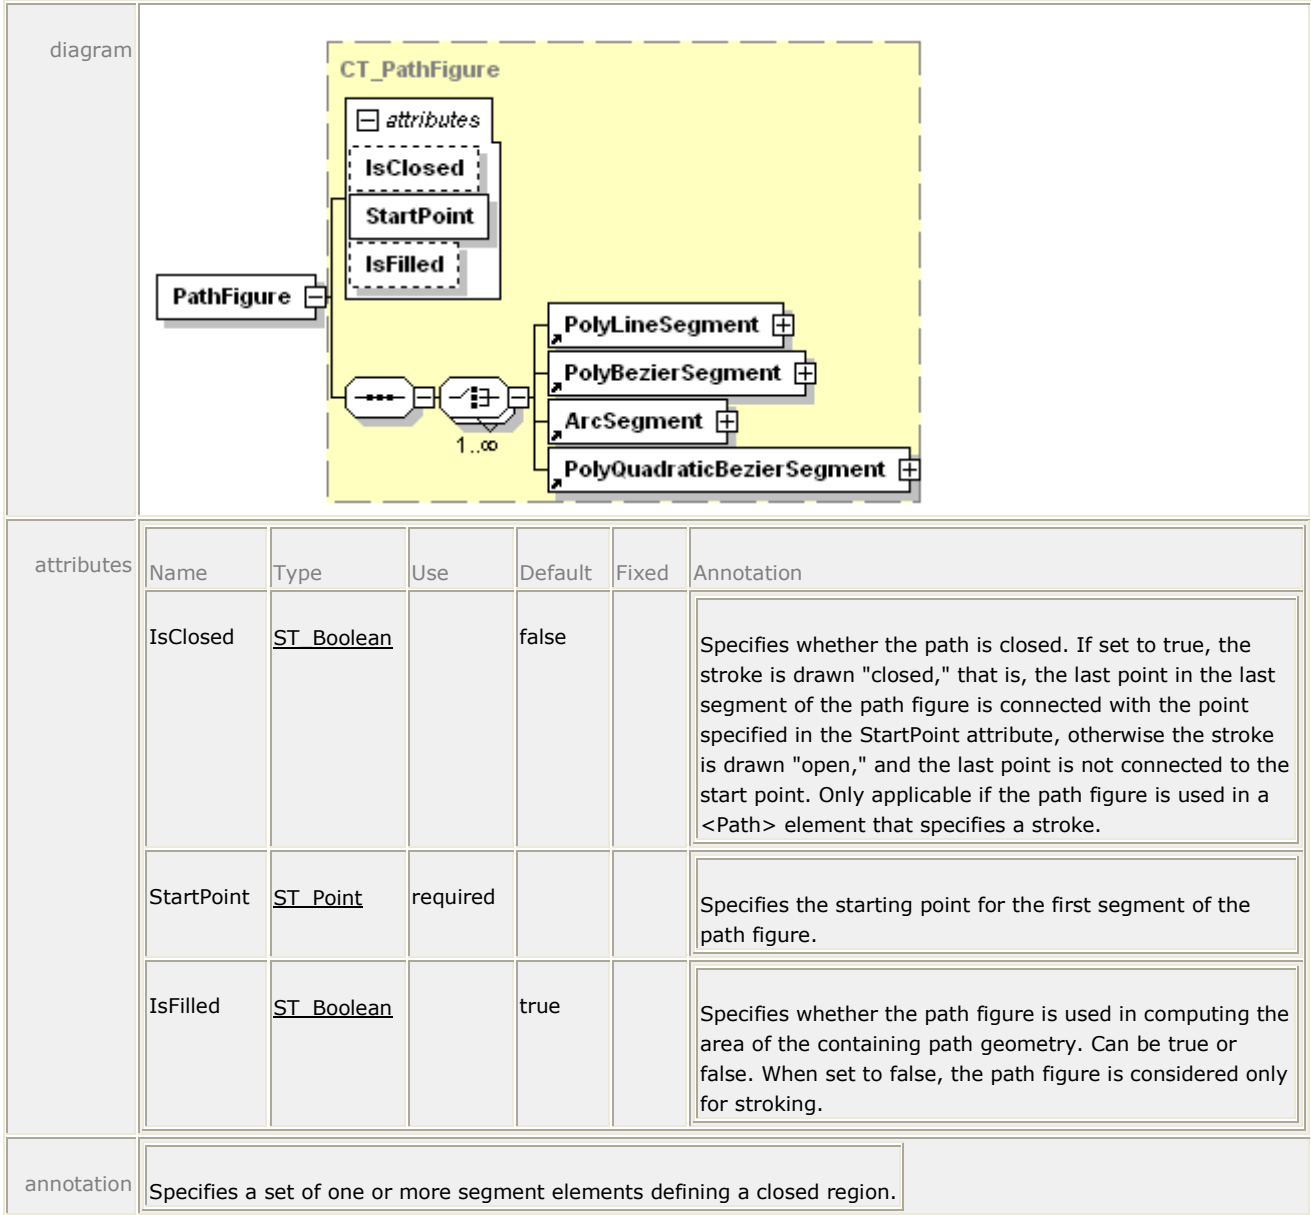 diagram
CT_PathFigure
attributes
IsClosed
StartPoint
IsFilled
PathFigure
PolyLineSegment
PolyBezierSegment
ArcSegment
1..∞
PolyQuadraticBezierSegment
attributes
Name Type Use Default Fixed Annotation
IsClosed ST_Boolean false
Specifies whether the path is closed. If set to true, the
stroke is drawn "closed," that is, the last point in the last
segment of the path figure is connected with the point
specified in the StartPoint attribute, otherwise the stroke
is drawn "open," and the last point is not connected to the
start point. Only applicable if the path figure is used in a
<Path> element that specifies a stroke.
StartPoint ST_Point required
Specifies the starting point for the first segment of the
path figure.
IsFilled ST_Boolean true
Specifies whether the path figure is used in computing the
area of the containing path geometry. Can be true or
false. When set to false, the path figure is considered only
for stroking.
annotation
Specifies a set of one or more segment elements defining a closed region.